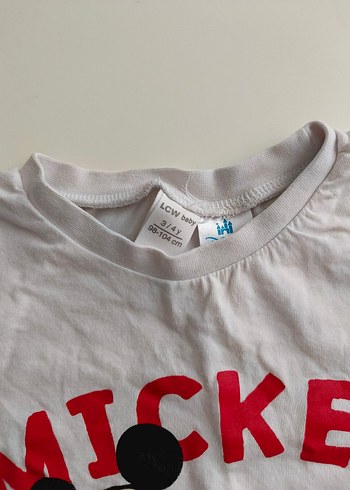 LCW baby
3/4 y
98-104 cm
MICKE